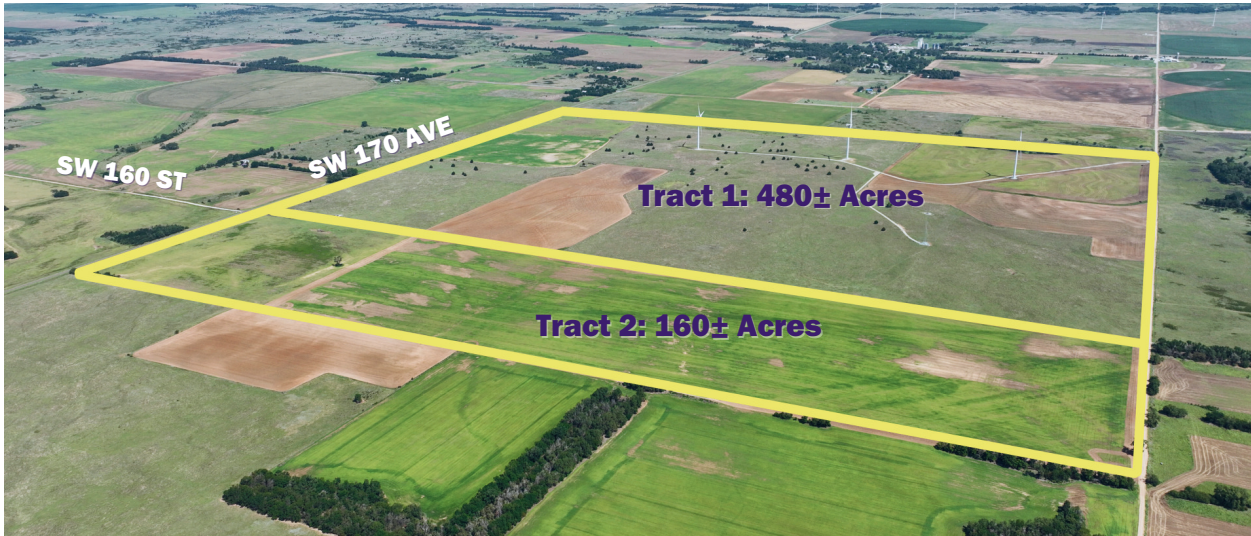 SW 160 ST
SW 170 AVE
Tract 1: 480± Acres
Tract 2: 160± Acres